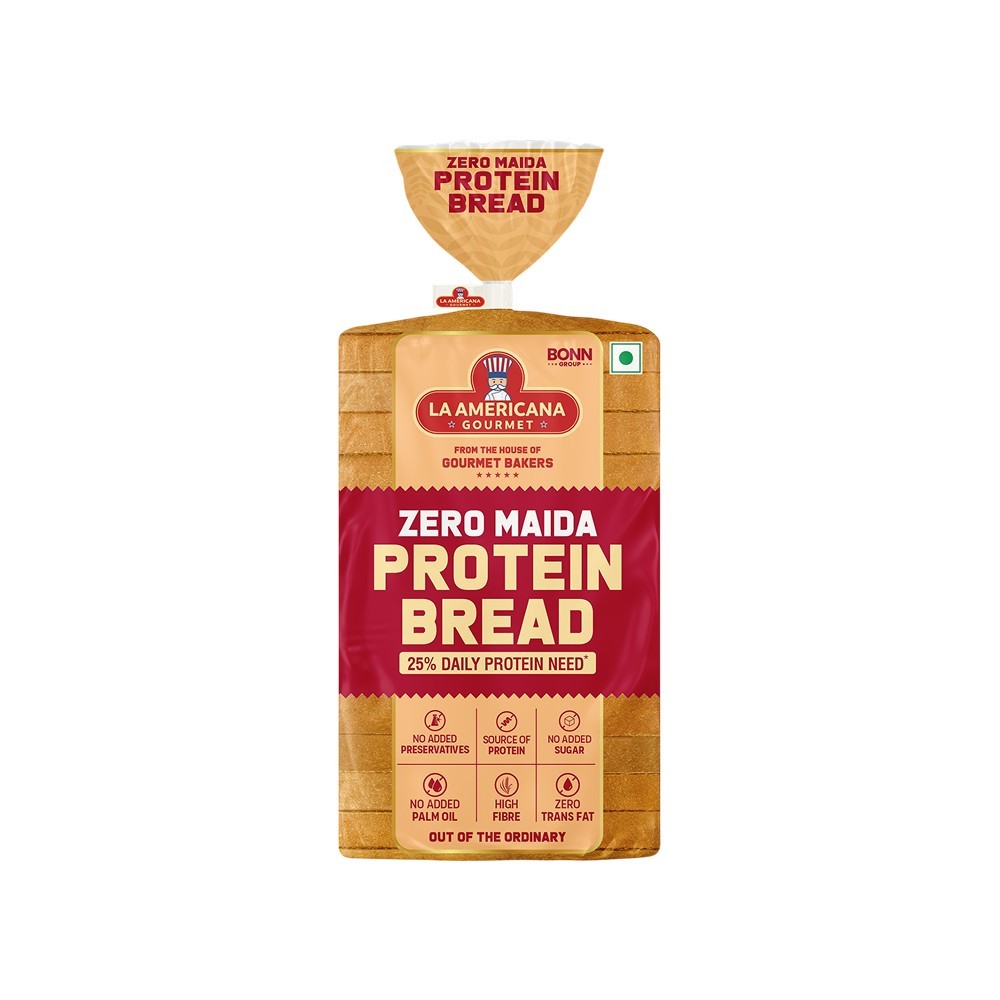 ZERO MAIDA
PROTEIN
BREAD
LA AMERICANA
GOURMET
BONN
GROUP
LA AMERICANA
GOURMET
FROM THE HOUSE OF
GOURMET BAKERS
ZERO MAIDA
PROTEIN
BREAD
25% DAILY PROTEIN NEED*
NO ADDED
PRESERVATIVES
SOURCE OF
PROTEIN
NO ADDED
SUGAR
NO ADDED
PALM OIL
HIGH
FIBRE
ZERO
TRANS FAT
OUT OF THE ORDINARY